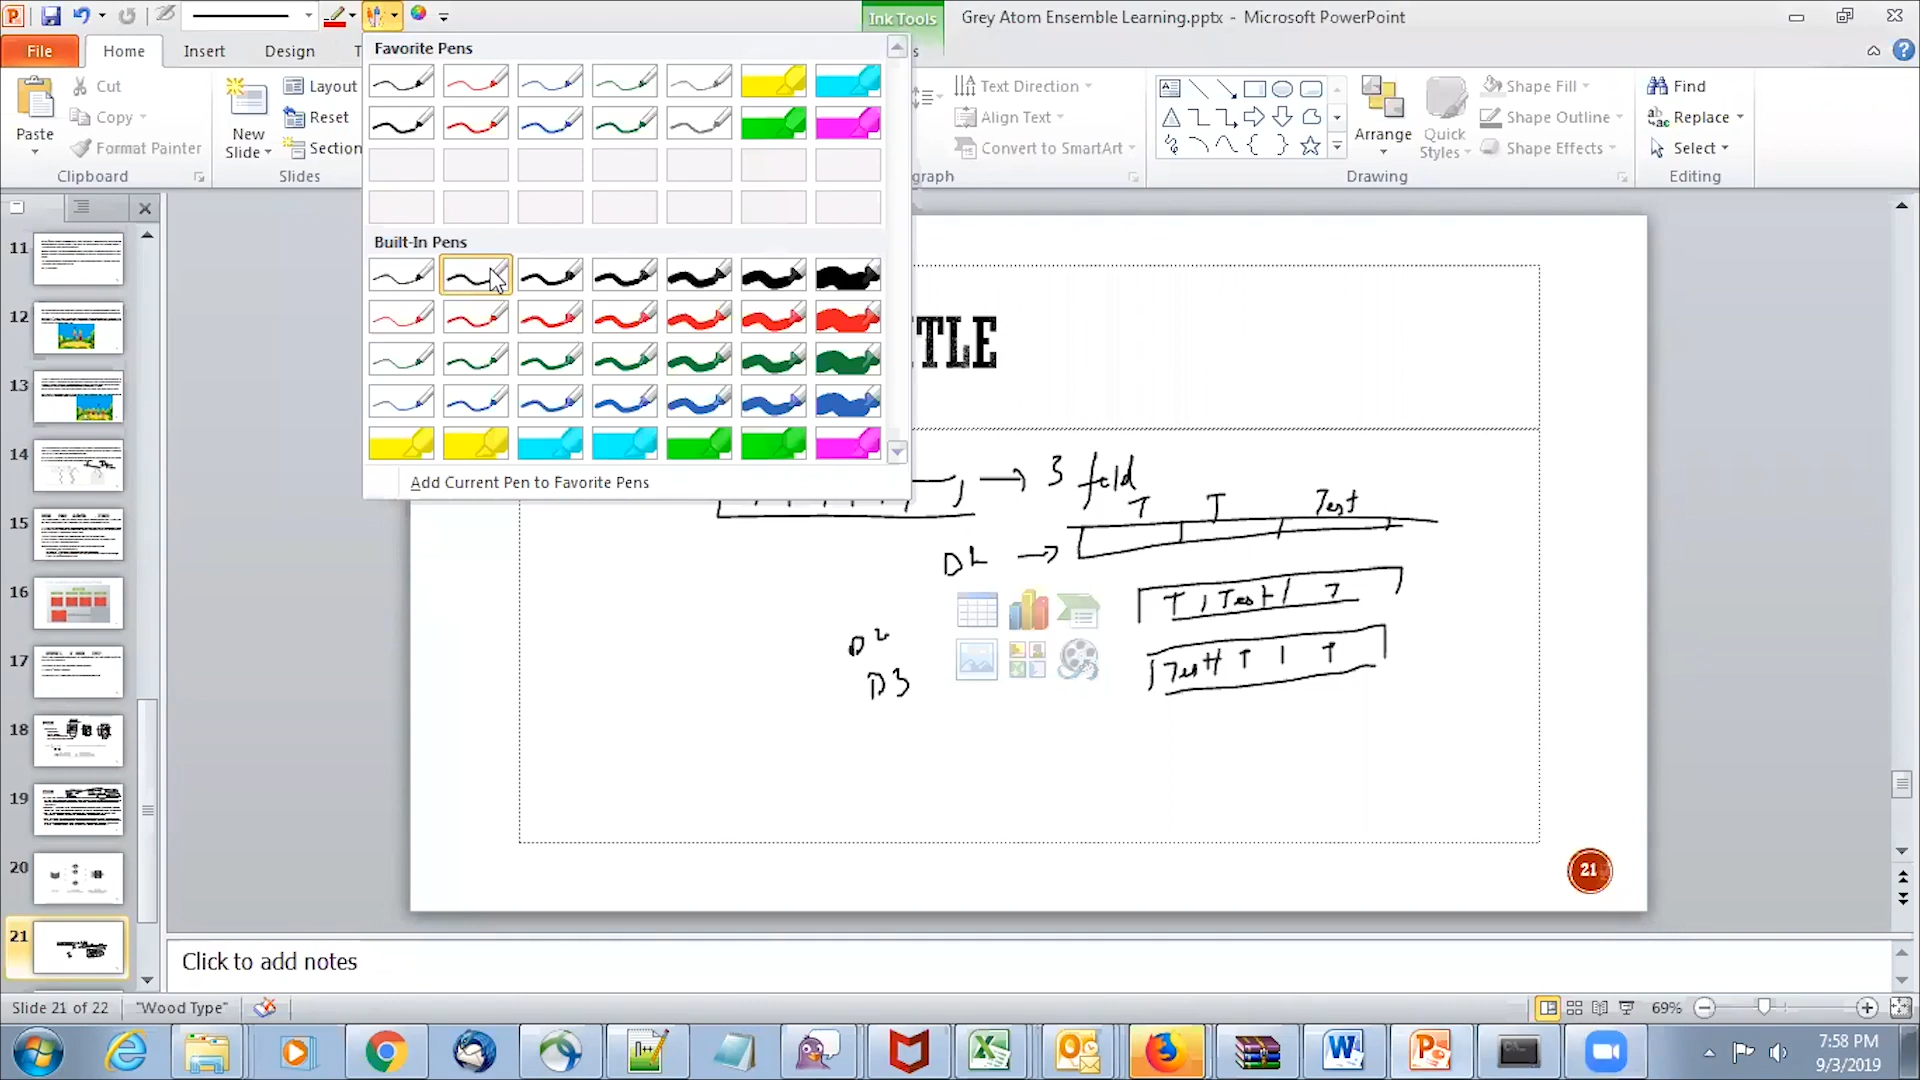 Ink Tools
Grey Atom Ensemble Learning.pptx - Microsoft PowerPoint
File
Home
Insert
Design
Favorite Pens
Built-In Pens
Add Current Pen to Favorite Pens
Paste
Cut
Copy
Format Painter
Clipboard
New
Slide
Layout
Reset
Section
Slides
Text Direction
Align Text
Convert to SmartArt
graph
Arrange
Quick
Styles
Shape Fill
Shape Outline
Shape Effects
Drawing
Find
Replace
Select
Editing
11
12
13
14
15
16
17
18
19
20
21
TLE
3 fold
T T Test
D1
T Test T
D2
Test T T
D3
21
Click to add notes
Slide 21 of 22
"Wood Type"
69%
7:58 PM
9/3/2019